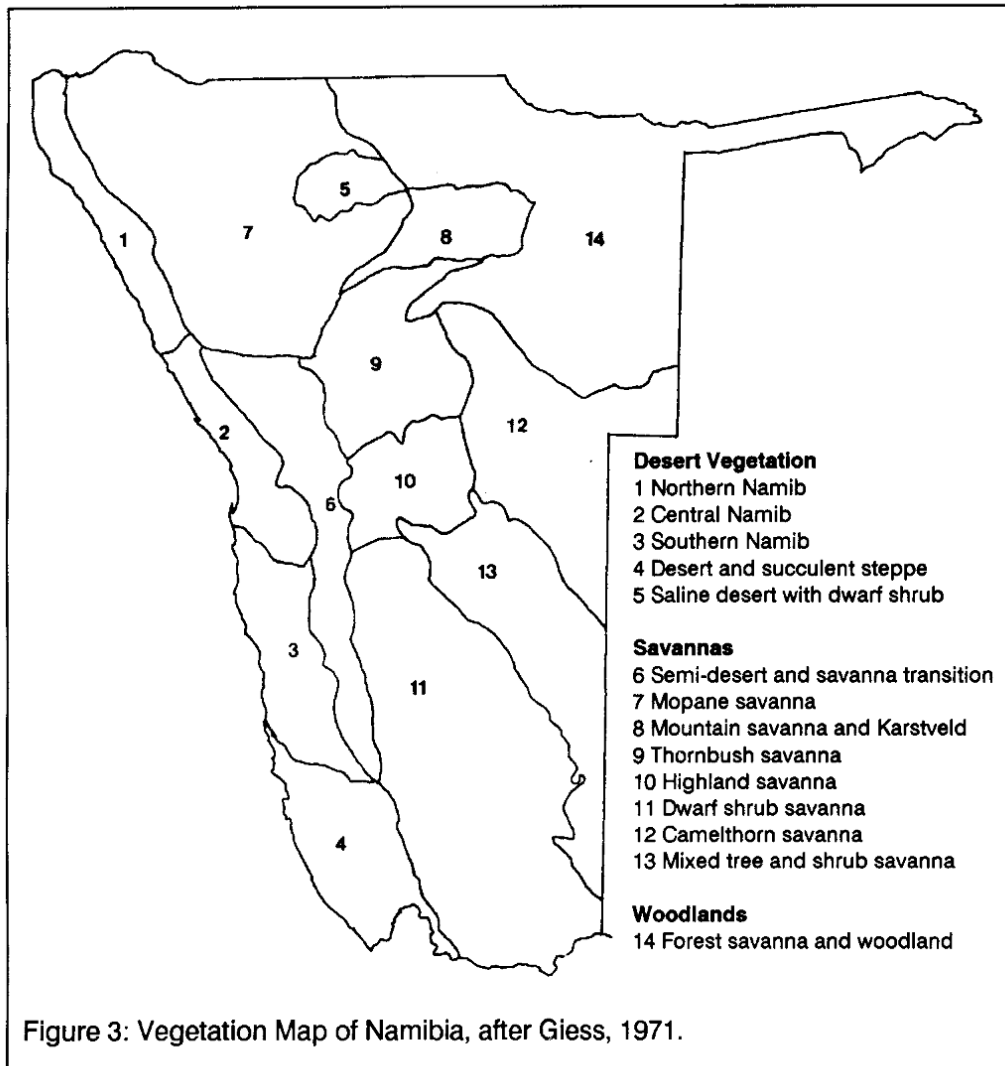 5
1
7
8
14
9
2
12
10
6
13
3
11
4
Desert Vegetation
1 Northern Namib
2 Central Namib
3 Southern Namib
4 Desert and succulent steppe
5 Saline desert with dwarf shrub
Savannas
6 Semi-desert and savanna transition
7 Mopane savanna
8 Mountain savanna and Karstveld
9 Thornbush savanna
10 Highland savanna
11 Dwarf shrub savanna
12 Camelthorn savanna
13 Mixed tree and shrub savanna
Woodlands
14 Forest savanna and woodland
Figure 3: Vegetation Map of Namibia, after Giess, 1971.